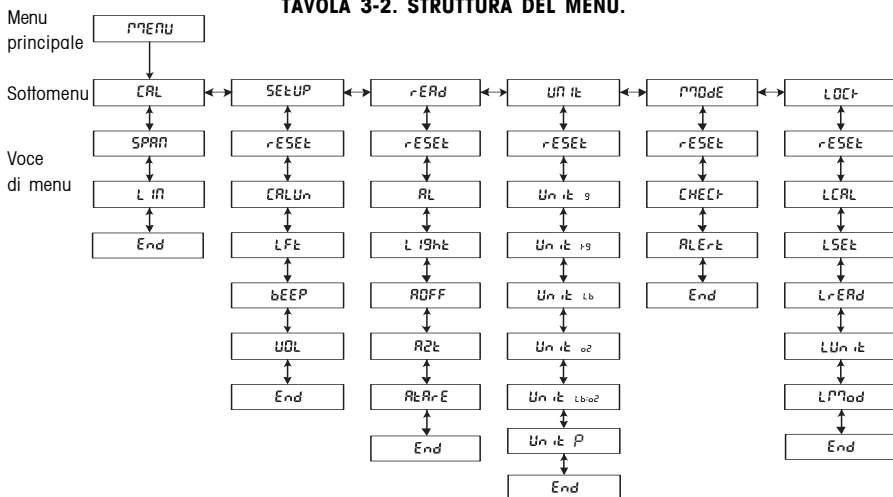 TAVOLA 3-2. STRUTTURA DEL MENU.
Menu
principale
MENU
Sottomenu
CAL SEtUP rEAd UNit MOdE LOCk
Voce
di menu
SPAN rESEt rESEt rESEt rESEt rESEt
LIN CALUn AL Unit g CHECk LCAL
End LFt LIght Unit kg ALErt LSEt
bEEP AOFF Unit Lb End LrEAd
VOL AZt Unit oZ LUnit
End AtArE Unit Lb:oZ LMod
End Unit P End
End